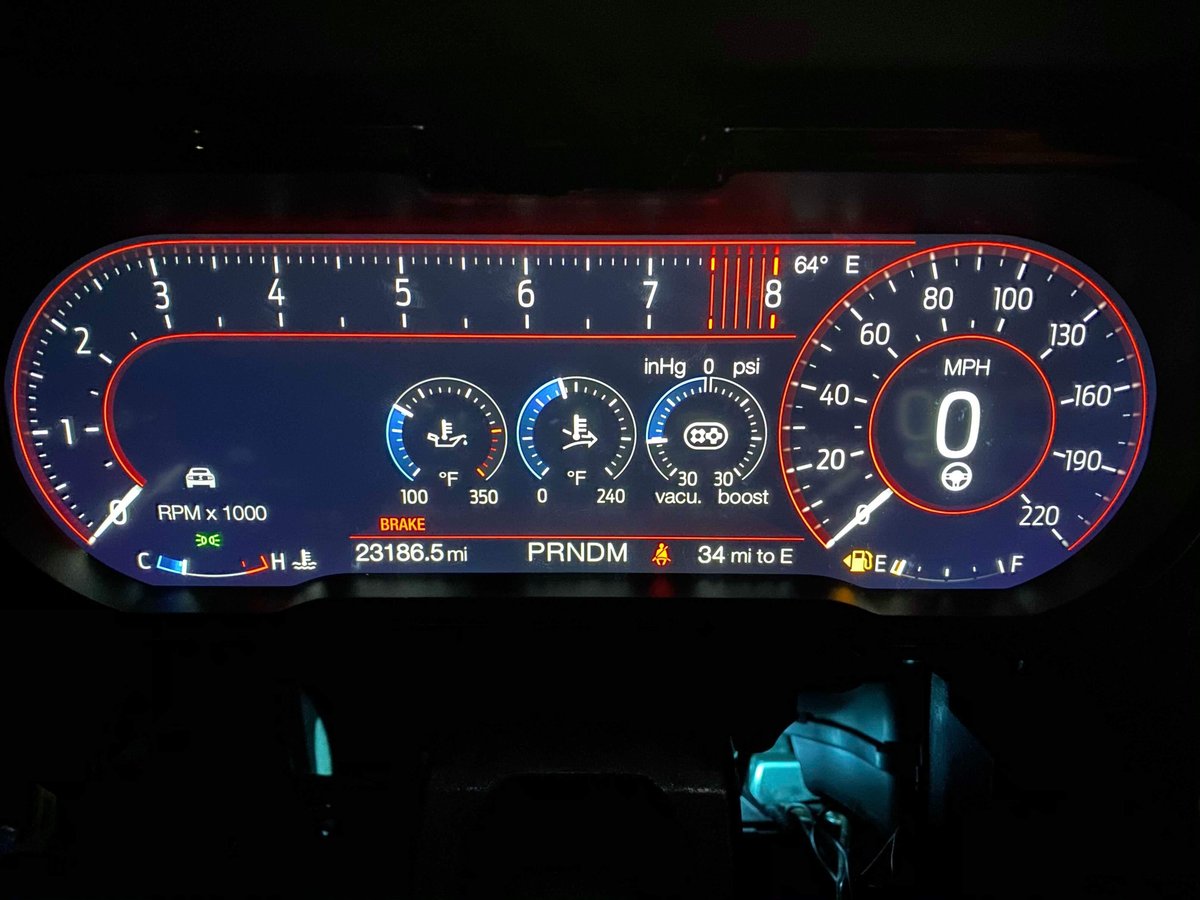 3 4 5 6 7 8
64° E
2
1
0
RPM x 1000
C H
inHg 0 psi
°F
100 350
°F
0 240
30 30
vacu. boost
BRAKE
23186.5 mi PRNDM 34 mi to E
80 100
60 130
40 160
20 190
0 220
MPH
0
E F